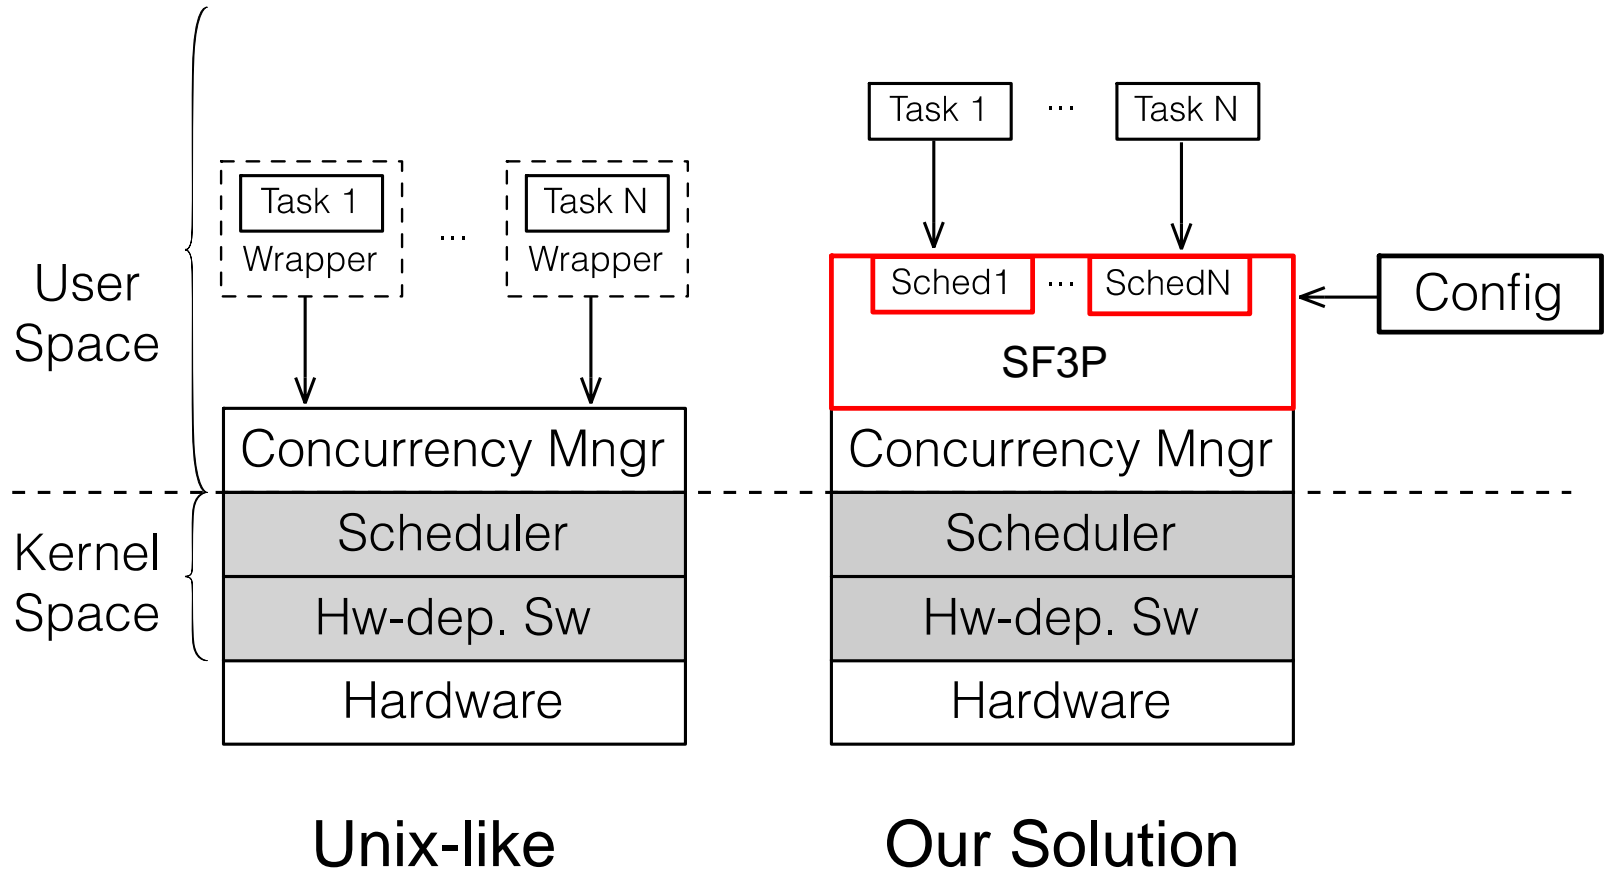 User
Space
Kernel
Space
Task 1
Wrapper
...
Task N
Wrapper
Concurrency Mngr
Scheduler
Hw-dep. Sw
Hardware
Unix-like
Task 1
...
Task N
Sched1
...
SchedN
SF3P
Config
Concurrency Mngr
Scheduler
Hw-dep. Sw
Hardware
Our Solution